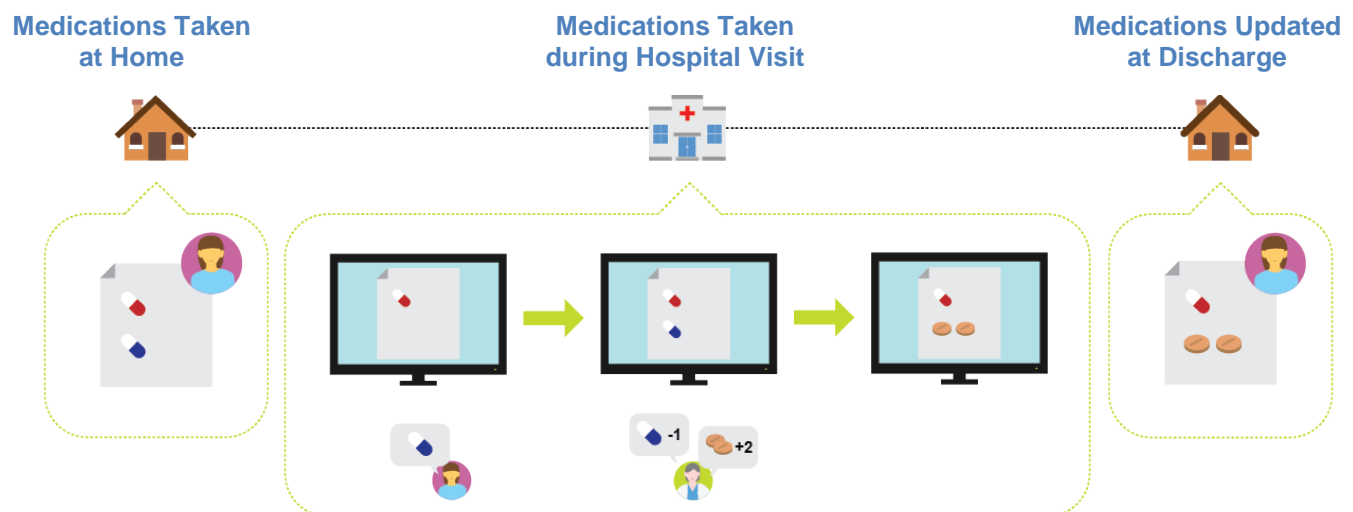 Medications Taken
at Home
Medications Taken
during Hospital Visit
Medications Updated
at Discharge
-1
+2